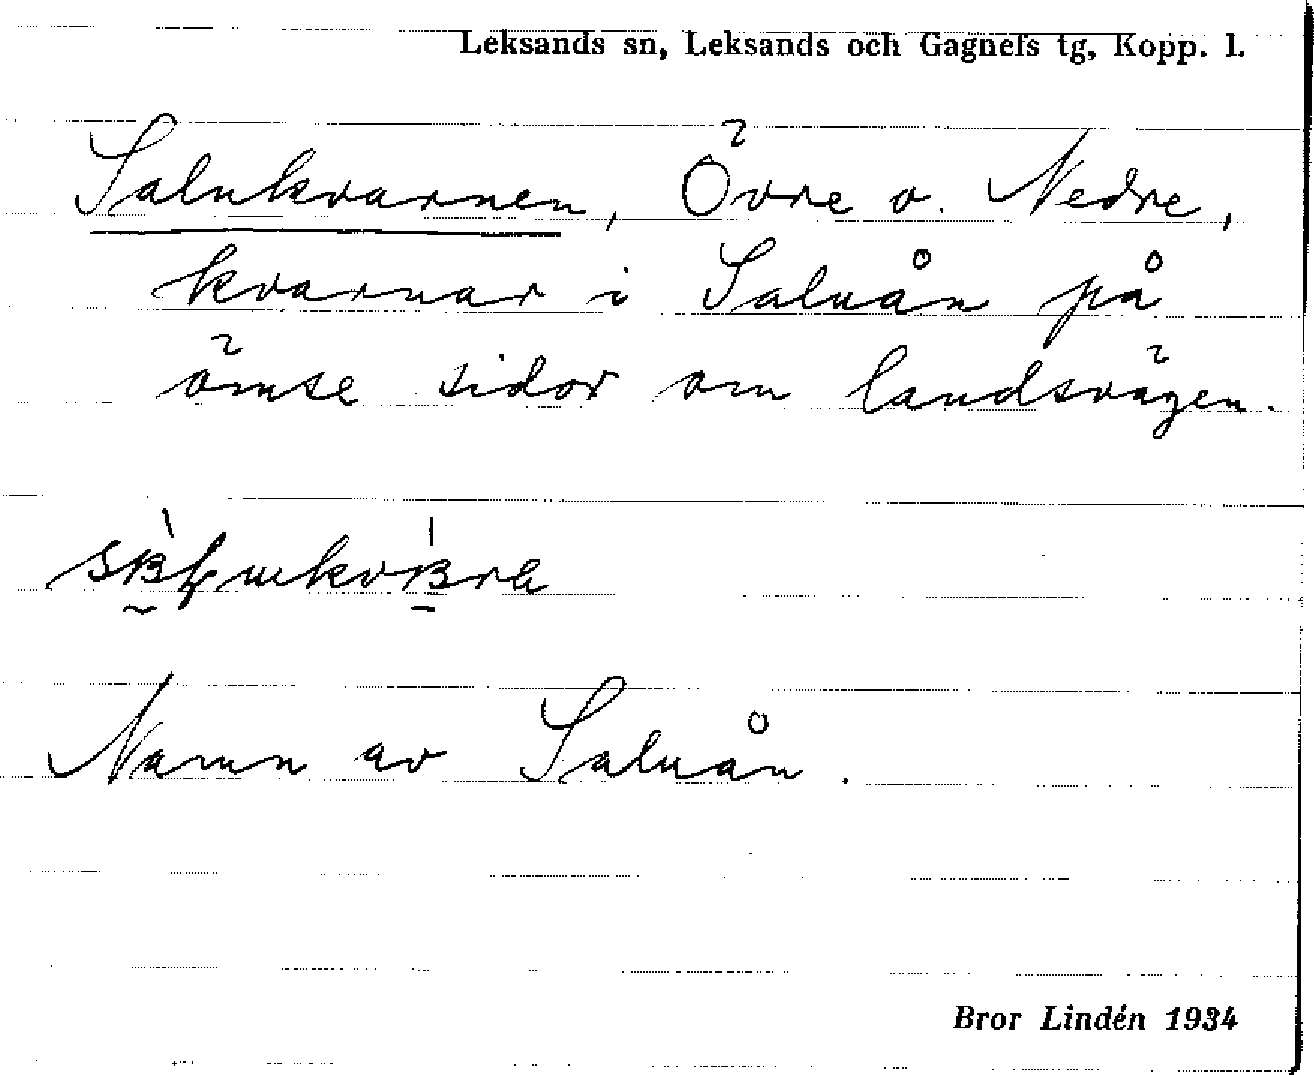 Leksands sn, Leksands och Gagnefs tg, Kopp. l.
Salukvarnen, Övre o. Nedre,
kvarnar i Saluån på
ömse sidor om landsvägen.
Namn av Saluån.
Bror Lindén 1934